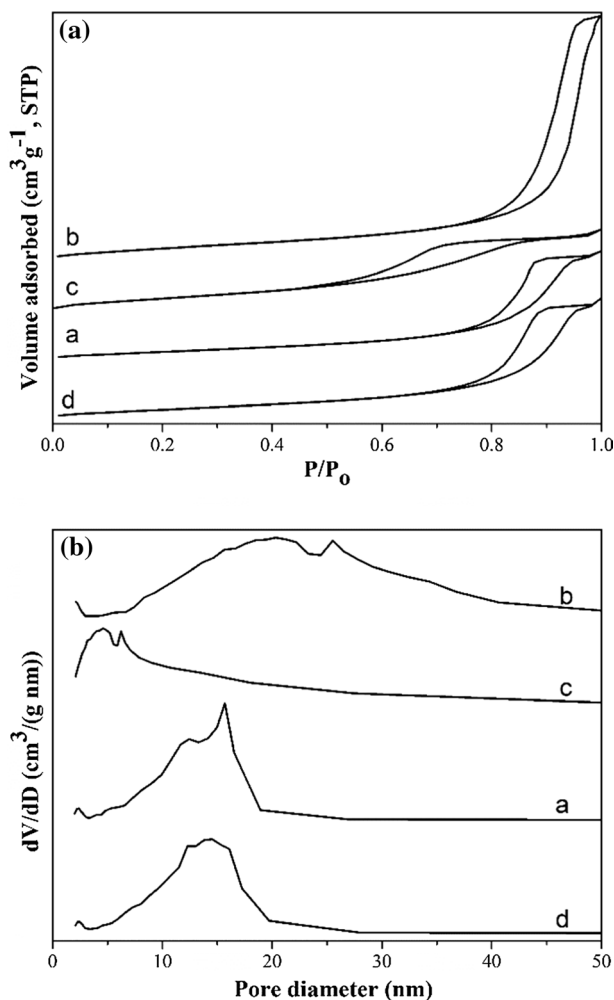 (a)
Volume adsorbed (cm³g⁻¹, STP)
b
c
a
d
0.0 0.2 0.4 0.6 0.8 1.0
P/Pₒ
(b)
dV/dD (cm³/(g nm))
b
c
a
d
0 10 20 30 40 50
Pore diameter (nm)